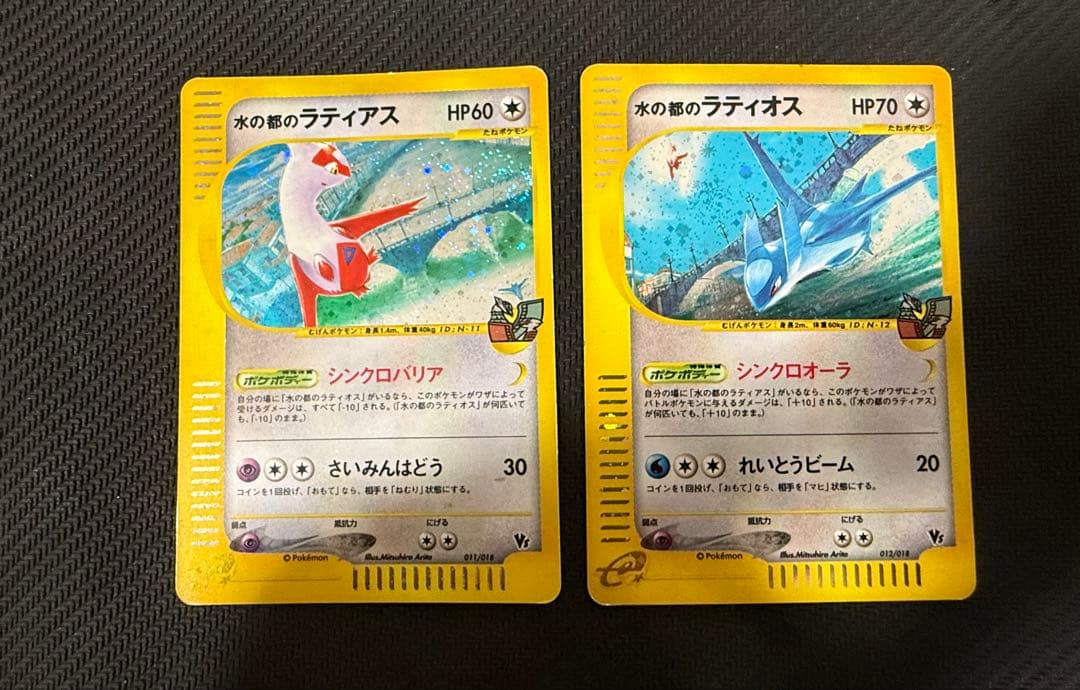 水の都のラティアス HP60
たねポケモン
むげんポケモン：身長1.4m、体重40kg ID：N-11
特殊体質
ポケボディー シンクロバリア
自分の場に「水の都のラティオス」がいるなら、このポケモンがワザによって
受けるダメージは、すべて「-10」される。（「水の都のラティオス」が何匹いて
も、「-10」のまま。）
さいみんはどう 30
コインを1回投げ、「おもて」なら、相手を「ねむり」状態にする。
弱点 抵抗力 にげる
©Pokémon Illus.Mitsuhiro Arita 011/018 VS
水の都のラティオス HP70
たねポケモン
むげんポケモン：身長2m、体重60kg ID：N-12
特殊体質
ポケボディー シンクロオーラ
自分の場に「水の都のラティアス」がいるなら、このポケモンがワザによって
バトルポケモンに与えるダメージは、「＋10」される。（「水の都のラティアス」
が何匹いても、「＋10」のまま。）
れいとうビーム 20
コインを1回投げ、「おもて」なら、相手を「マヒ」状態にする。
弱点 抵抗力 にげる
©Pokémon Illus.Mitsuhiro Arita 012/018 VS
e